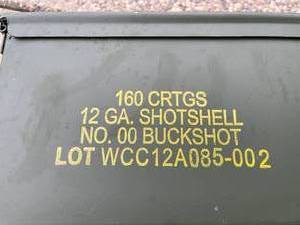 160 CRTGS
12 GA. SHOTSHELL
NO. 00 BUCKSHOT
LOT WCC12A085-002